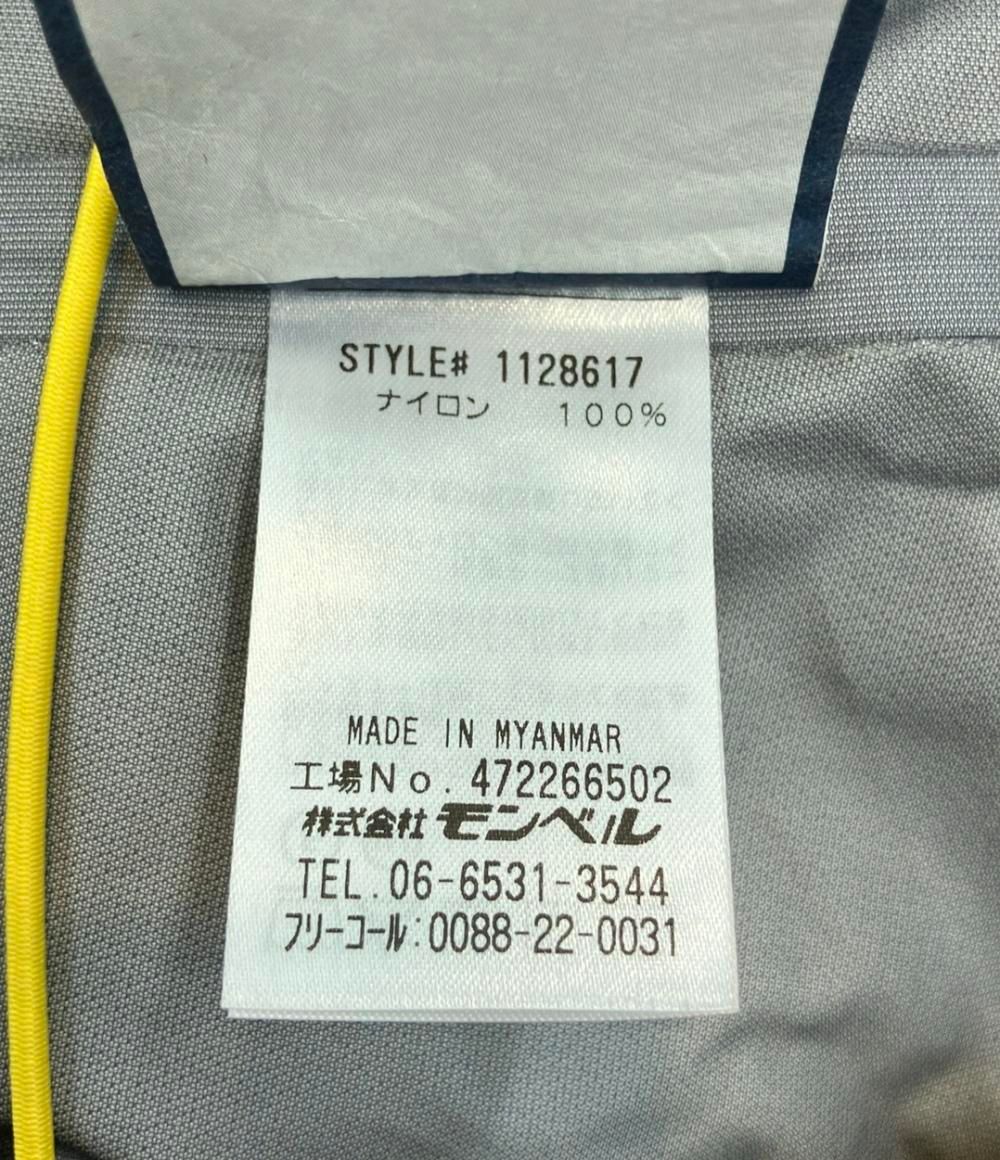 STYLE# 1128617
ナイロン 100%
MADE IN MYANMAR
工場No. 472266502
株式会社モンベル
TEL.06-6531-3544
フリーコール:0088-22-0031